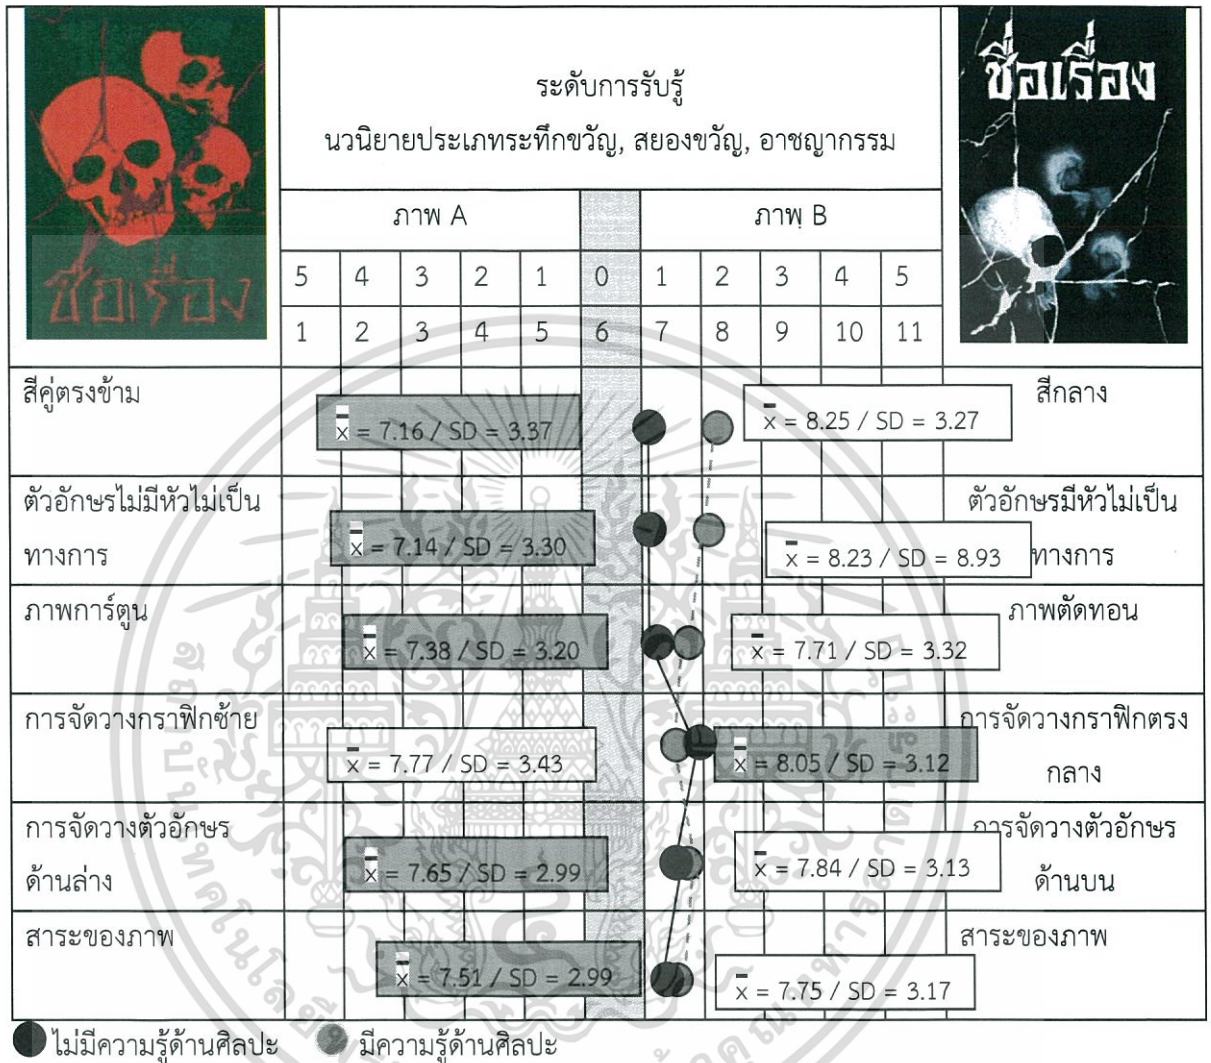 ชื่อเรื่อง
ระดับการรับรู้
นวนิยายประเภทระทึกขวัญ, สยองขวัญ, อาชญากรรม
ชื่อเรื่อง
ภาพ A
ภาพ B
5 4 3 2 1 0 1 2 3 4 5
1 2 3 4 5 6 7 8 9 10 11
สีคู่ตรงข้าม
x̄ = 7.16 / SD = 3.37
x̄ = 8.25 / SD = 3.27
สีกลาง
ตัวอักษรไม่มีหัวไม่เป็น
ทางการ
x̄ = 7.14 / SD = 3.30
x̄ = 8.23 / SD = 8.93
ตัวอักษรมีหัวไม่เป็น
ทางการ
ภาพการ์ตูน
x̄ = 7.38 / SD = 3.20
x̄ = 7.71 / SD = 3.32
ภาพตัดทอน
การจัดวางกราฟิกซ้าย
x̄ = 7.77 / SD = 3.43
x̄ = 8.05 / SD = 3.12
การจัดวางกราฟิกตรง
กลาง
การจัดวางตัวอักษร
ด้านล่าง
x̄ = 7.65 / SD = 2.99
x̄ = 7.84 / SD = 3.13
การจัดวางตัวอักษร
ด้านบน
สาระของภาพ
x̄ = 7.51 / SD = 2.99
x̄ = 7.75 / SD = 3.17
สาระของภาพ
ไม่มีความรู้ด้านศิลปะ
มีความรู้ด้านศิลปะ